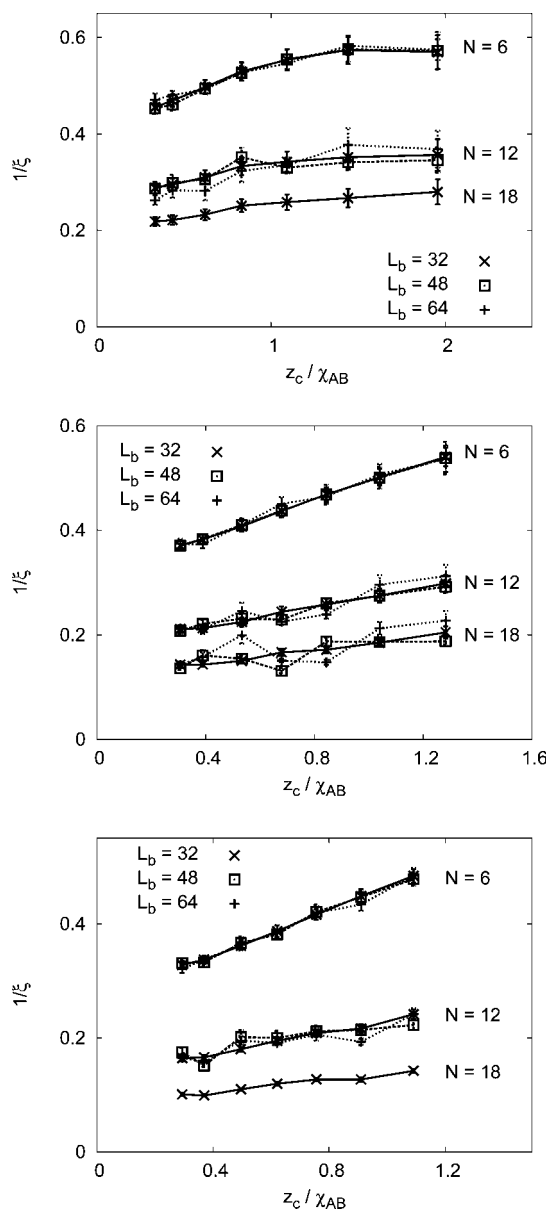 0.6
N = 6
0.4
1/ξ
N = 12
N = 18
0.2
L_b = 32
L_b = 48
L_b = 64
0
0 1 2
z_c / χ_AB
0.6
L_b = 32
N = 6
L_b = 48
L_b = 64
0.4
1/ξ
N = 12
0.2
N = 18
0
0 0.4 0.8 1.2 1.6
z_c / χ_AB
L_b = 32
L_b = 48
N = 6
L_b = 64
0.4
1/ξ
N = 12
0.2
N = 18
0
0 0.4 0.8 1.2
z_c / χ_AB